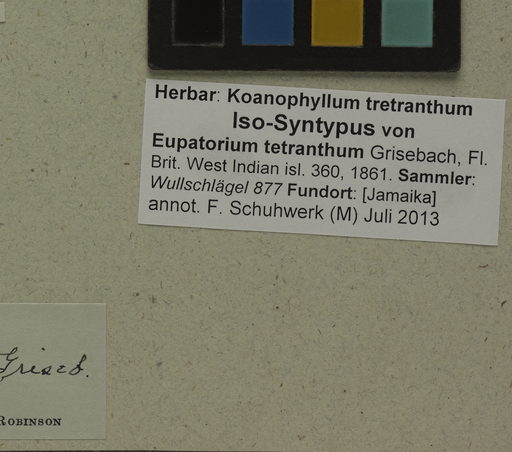 Herbar: Koanophyllum tretranthum
Iso-Syntypus von
Eupatorium tetranthum Grisebach, Fl.
Brit. West Indian isl. 360, 1861. Sammler:
Wullschlägel 877 Fundort: [Jamaika]
annot. F. Schuhwerk (M) Juli 2013
Griseb.
ROBINSON